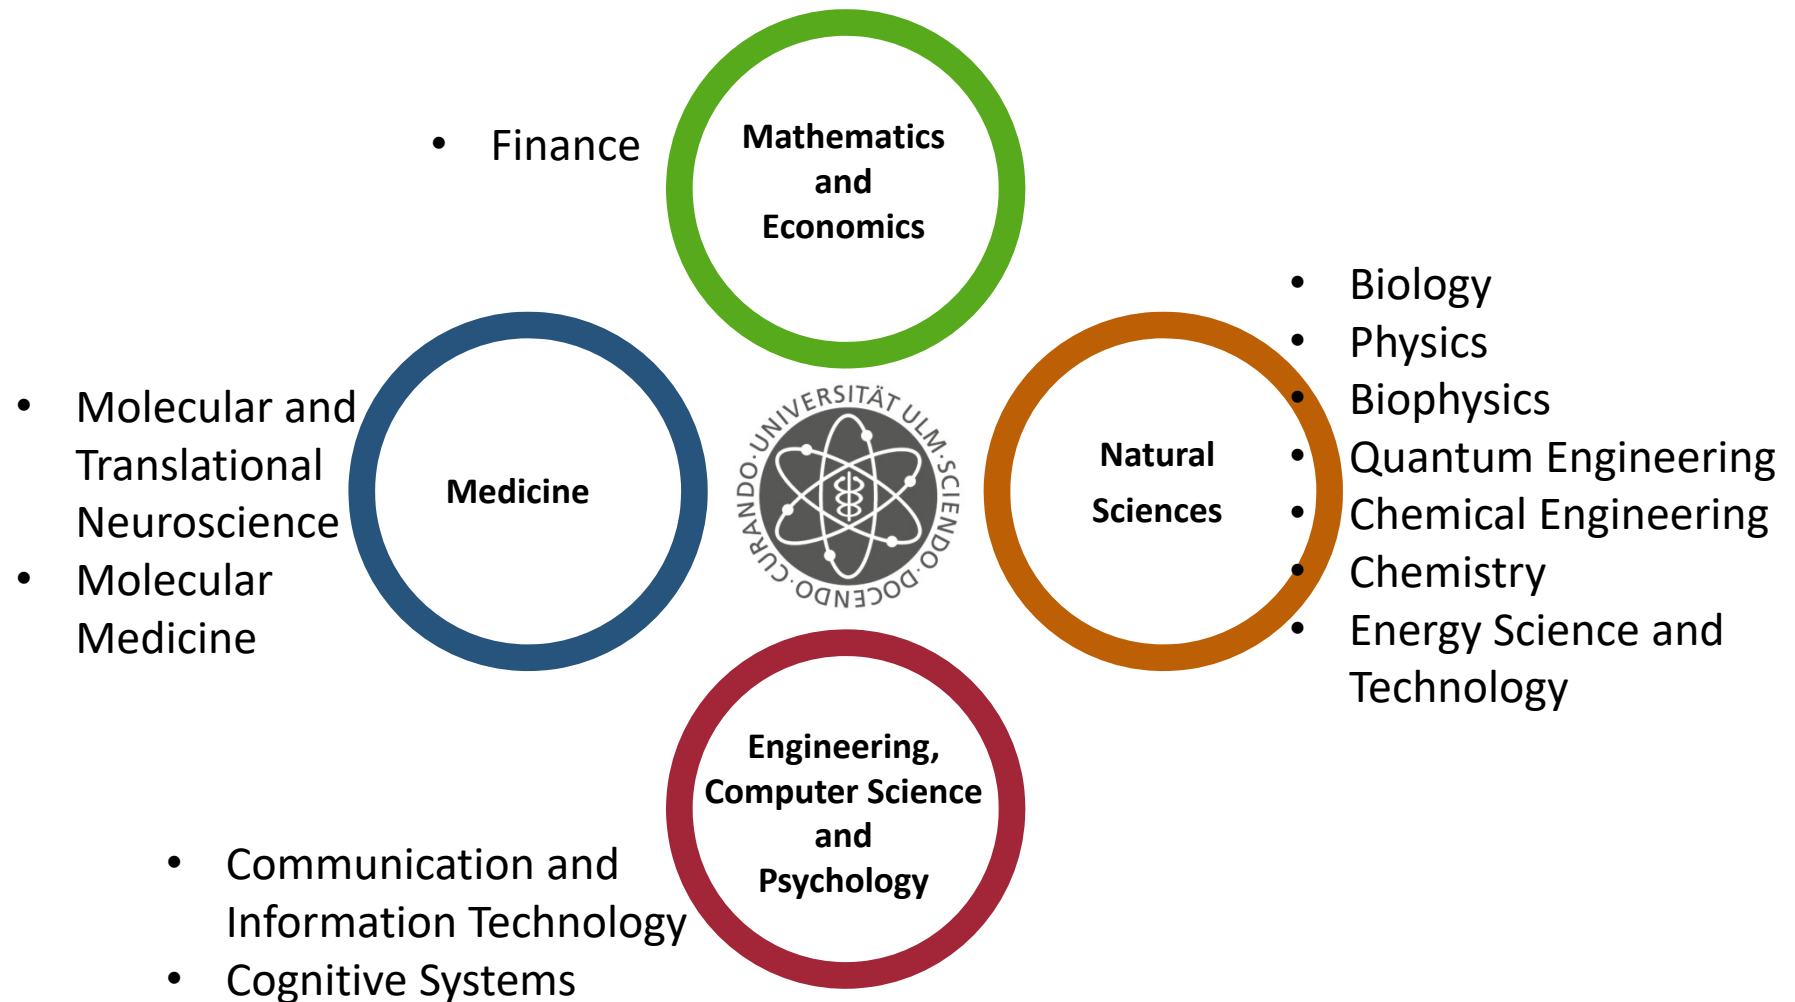 • Finance
Mathematics
and
Economics
• Molecular and
Translational
Neuroscience
• Molecular
Medicine
Medicine
UNIVERSITÄT ULM · SCIENDO · DOCENDO · CURANDO ·
Natural
Sciences
• Biology
• Physics
• Biophysics
• Quantum Engineering
• Chemical Engineering
• Chemistry
• Energy Science and
Technology
Engineering,
Computer Science
and
Psychology
• Communication and
Information Technology
• Cognitive Systems